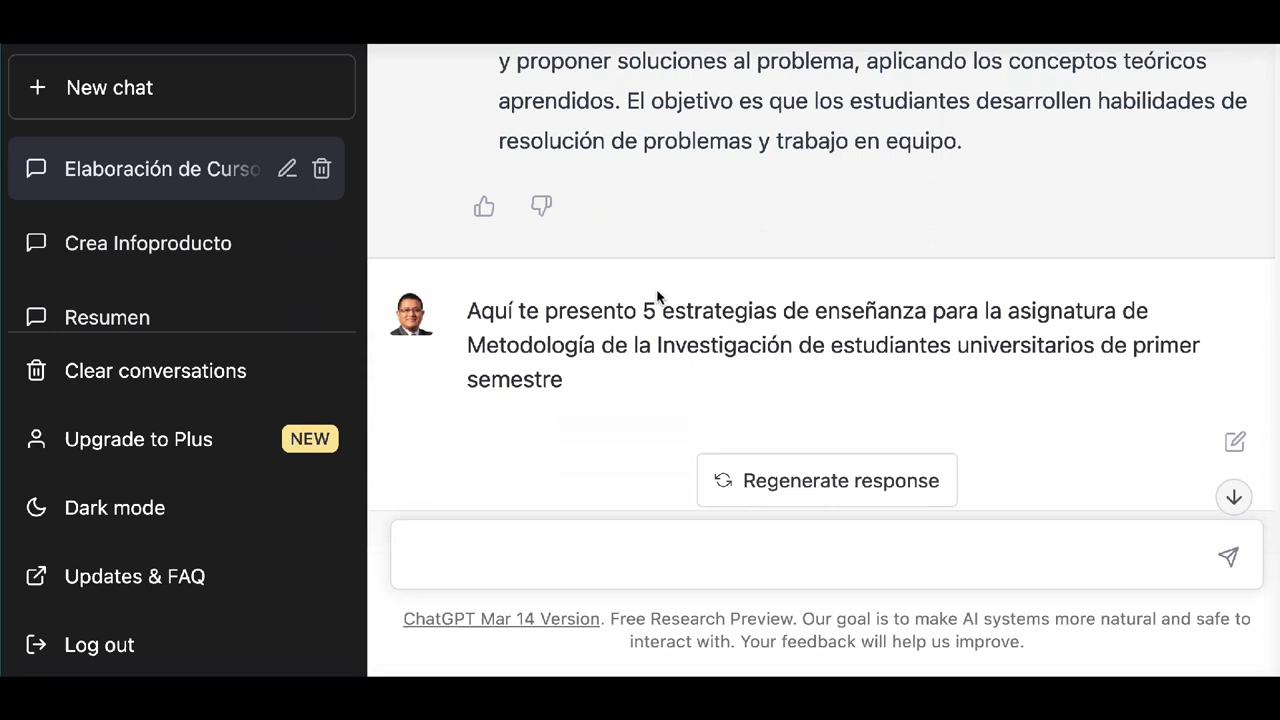 New chat
Elaboración de Curso
Crea Infoproducto
Resumen
Clear conversations
Upgrade to Plus NEW
Dark mode
Updates & FAQ
Log out
y proponer soluciones al problema, aplicando los conceptos teóricos
aprendidos. El objetivo es que los estudiantes desarrollen habilidades de
resolución de problemas y trabajo en equipo.
Aquí te presento 5 estrategias de enseñanza para la asignatura de
Metodología de la Investigación de estudiantes universitarios de primer
semestre
Regenerate response
ChatGPT Mar 14 Version. Free Research Preview. Our goal is to make AI systems more natural and safe to
interact with. Your feedback will help us improve.